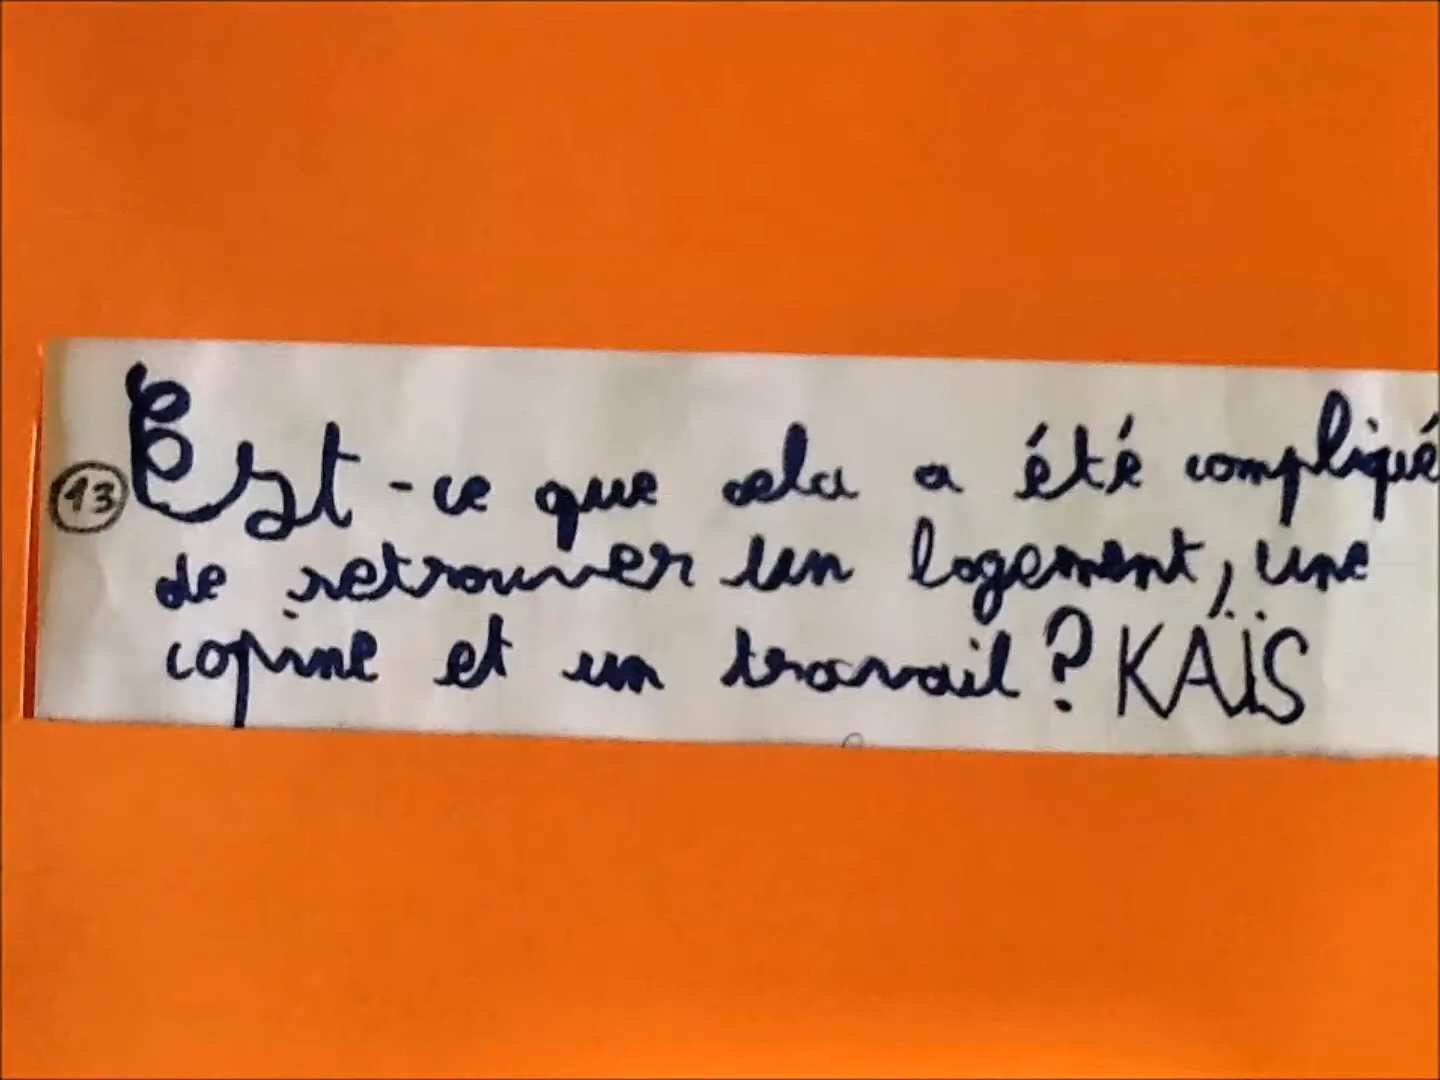 13 Est-ce que cela a été compliqué
de retrouver un logement, une
copine et un travail ? KAÏS